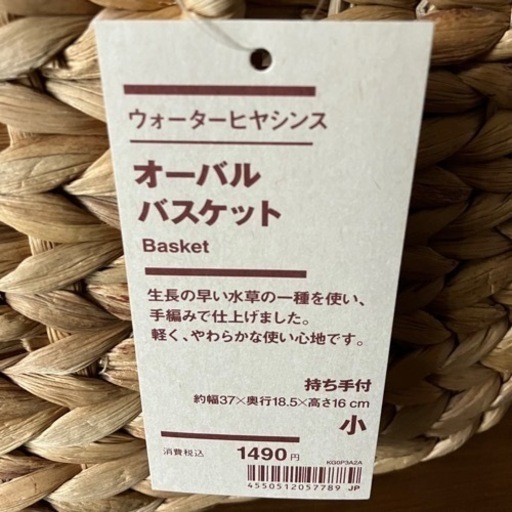 ウォーターヒヤシンス
オーバル
バスケット
Basket
生長の早い水草の一種を使い、
手編みで仕上げました。
軽く、やわらかな使い心地です。
持ち手付
約幅37×奥行18.5×高さ16 cm
小
消費税込 1490円
KG0P3A2A
4550512057789 JP